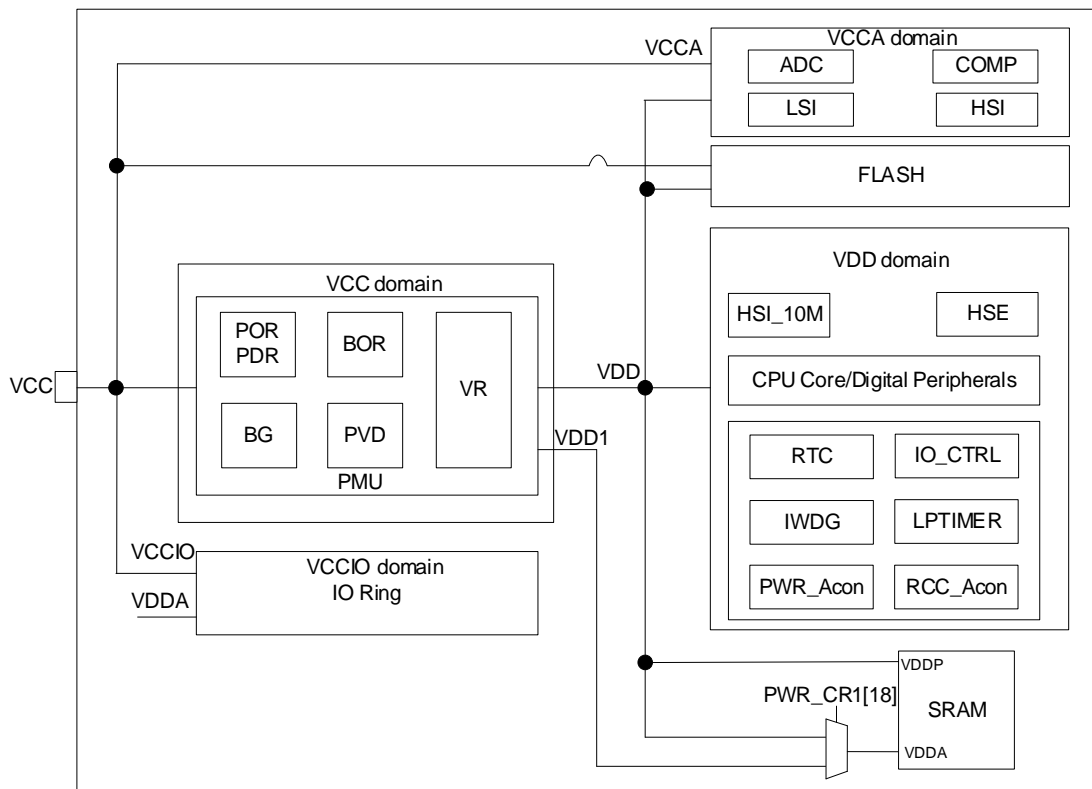 VCCA
VCCA domain
ADC
COMP
LSI
HSI
FLASH
VCC domain
POR
PDR
BOR
VR
BG
PVD
PMU
VCC
VDD
VDD1
VDD domain
HSI_10M
HSE
CPU Core/Digital Peripherals
RTC
IO_CTRL
IWDG
LPTIMER
PWR_Acon
RCC_Acon
VCCIO
VDDA
VCCIO domain
IO Ring
PWR_CR1[18]
VDDP
SRAM
VDDA